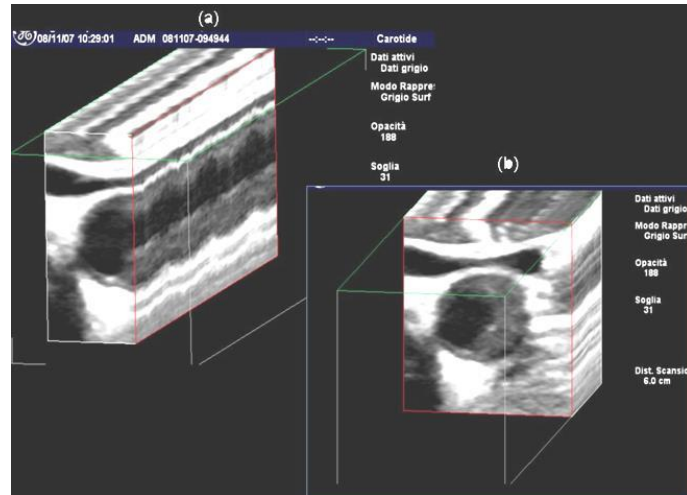 (a)
08/11/07 10:29:01 ADM 081107-094944 --:--:-- Carotide
Dati attivi
Dati grigio
Modo Rappre:
Grigio Surf
Opacità
188
Soglia
31
(b)
Dati attivi
Dati grigio
Modo Rappre
Grigio Surf
Opacità
188
Soglia
31
Dist. Scansio
6.0 cm